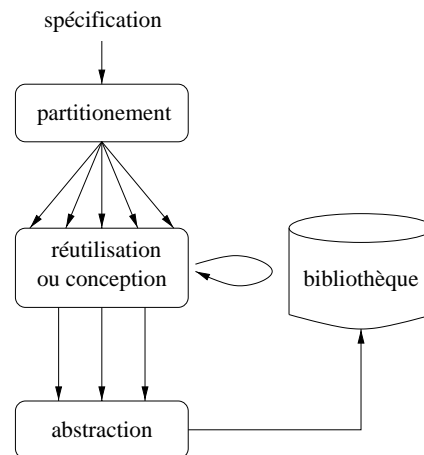 spécification
partitionement
réutilisation
ou conception
bibliothèque
abstraction